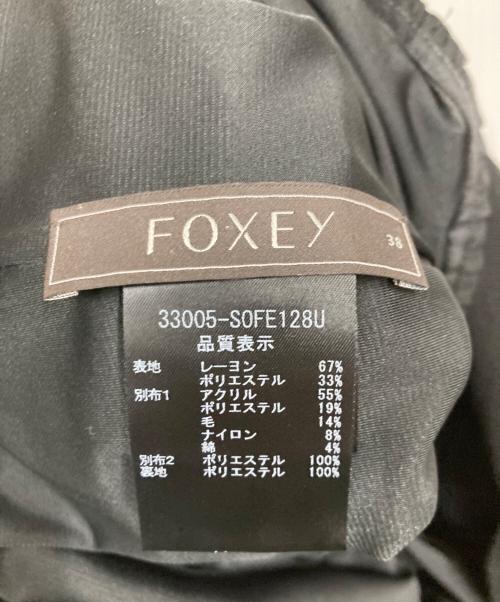 FOXEY
38
33005-SOFE128U
品質表示
表地 レーヨン 67%
ポリエステル 33%
別布1 アクリル 55%
ポリエステル 19%
毛 14%
ナイロン 8%
綿 4%
別布2 ポリエステル 100%
裏地 ポリエステル 100%